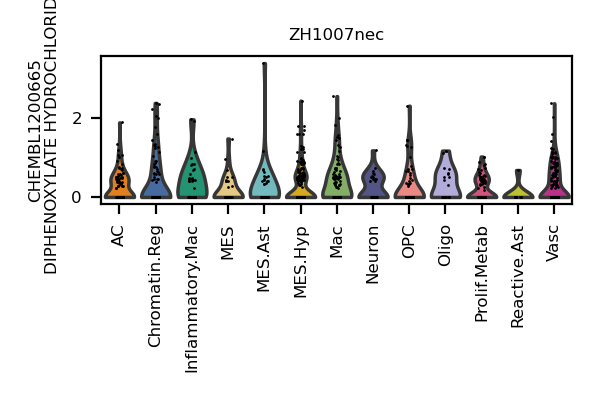 ZH1007nec
CHEMBL1200665
DIPHENOXYLATE HYDROCHLORID
2
0
AC
Chromatin.Reg
Inflammatory.Mac
MES
MES.Ast
MES.Hyp
Mac
Neuron
OPC
Oligo
Prolif.Metab
Reactive.Ast
Vasc